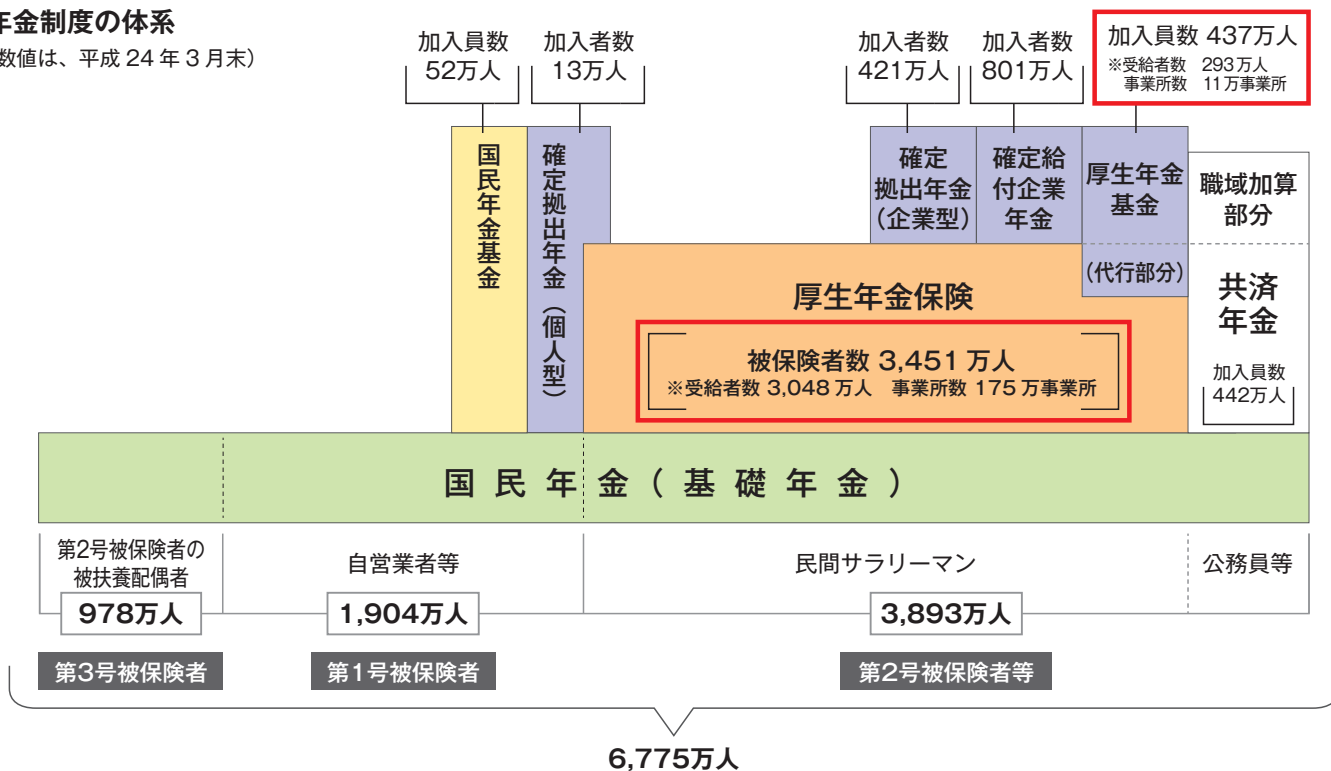 年金制度の体系
数値は、平成 24 年 3 月末）
加入員数
52万人
加入者数
13万人
加入者数
421万人
加入者数
801万人
加入員数 437万人
※受給者数 293万人
事業所数 11万事業所
国民年金基金
確定拠出年金（個人型）
確定
拠出年金
（企業型）
確定給
付企業
年金
厚生年金
基金
（代行部分）
職域加算
部分
厚生年金保険
被保険者数 3,451 万人
※受給者数 3,048 万人 事業所数 175 万事業所
共済
年金
加入員数
442万人
国民年金（基礎年金）
第2号被保険者の
被扶養配偶者
978万人
自営業者等
1,904万人
民間サラリーマン
3,893万人
公務員等
第3号被保険者
第1号被保険者
第2号被保険者等
6,775万人